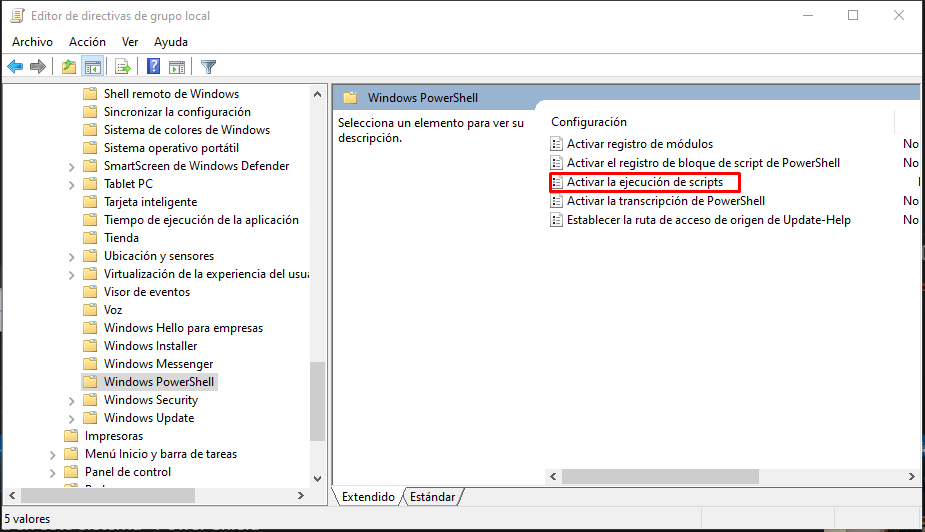 Editor de directivas de grupo local
Archivo Acción Ver Ayuda
Shell remoto de Windows
Sincronizar la configuración
Sistema de colores de Windows
Sistema operativo portátil
SmartScreen de Windows Defender
Tablet PC
Tarjeta inteligente
Tiempo de ejecución de la aplicación
Tienda
Ubicación y sensores
Virtualización de la experiencia del usua
Visor de eventos
Voz
Windows Hello para empresas
Windows Installer
Windows Messenger
Windows PowerShell
Windows Security
Windows Update
Impresoras
Menú Inicio y barra de tareas
Panel de control
Windows PowerShell
Selecciona un elemento para ver su
descripción.
Configuración
Activar registro de módulos No
Activar el registro de bloque de script de PowerShell No
Activar la ejecución de scripts
Activar la transcripción de PowerShell No
Establecer la ruta de acceso de origen de Update-Help No
Extendido Estándar
5 valores